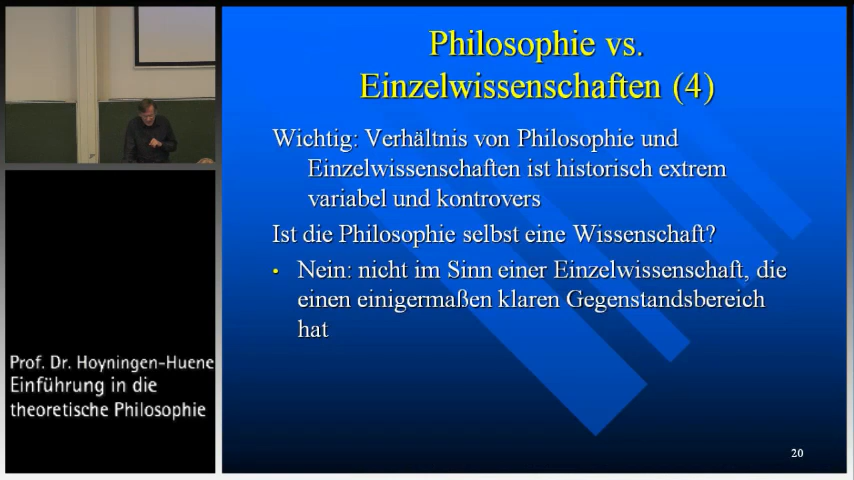 Philosophie vs.
Einzelwissenschaften (4)
Wichtig: Verhältnis von Philosophie und
Einzelwissenschaften ist historisch extrem
variabel und kontrovers
Ist die Philosophie selbst eine Wissenschaft?
• Nein: nicht im Sinn einer Einzelwissenschaft, die
einen einigermaßen klaren Gegenstandsbereich
hat
20
Prof. Dr. Hoyningen-Huene
Einführung in die
theoretische Philosophie